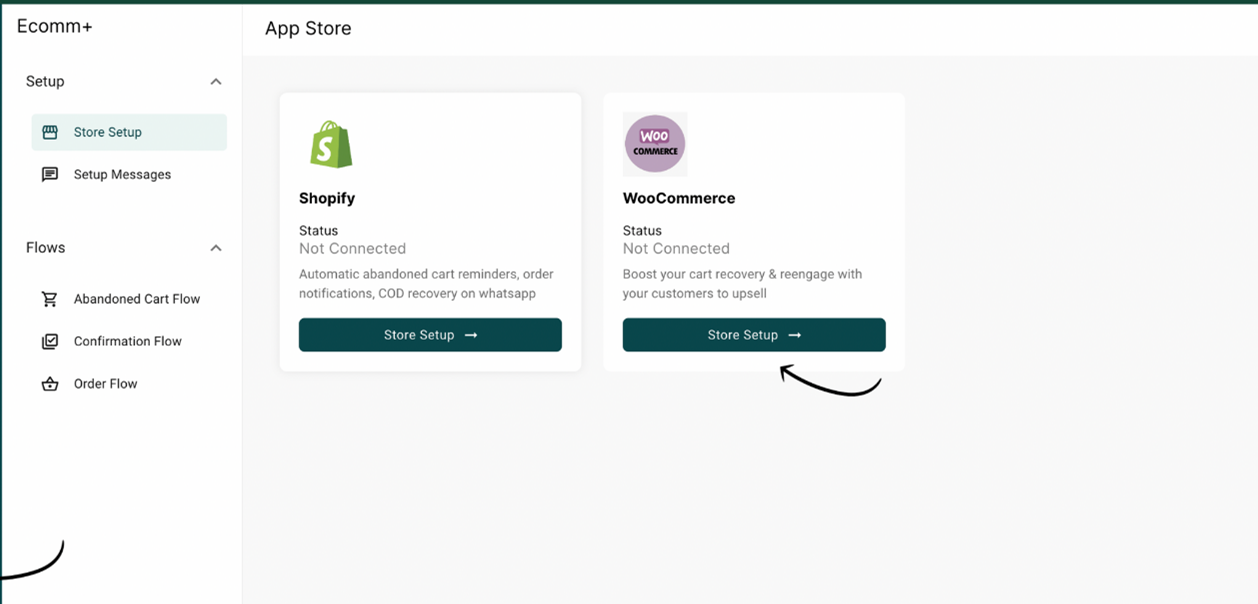 Ecomm+
App Store
Setup
Store Setup
Setup Messages
Flows
Abandoned Cart Flow
Confirmation Flow
Order Flow
S
Shopify
Status
Not Connected
Automatic abandoned cart reminders, order
notifications, COD recovery on whatsapp
Store Setup →
WOO
COMMERCE
WooCommerce
Status
Not Connected
Boost your cart recovery & reengage with
your customers to upsell
Store Setup →